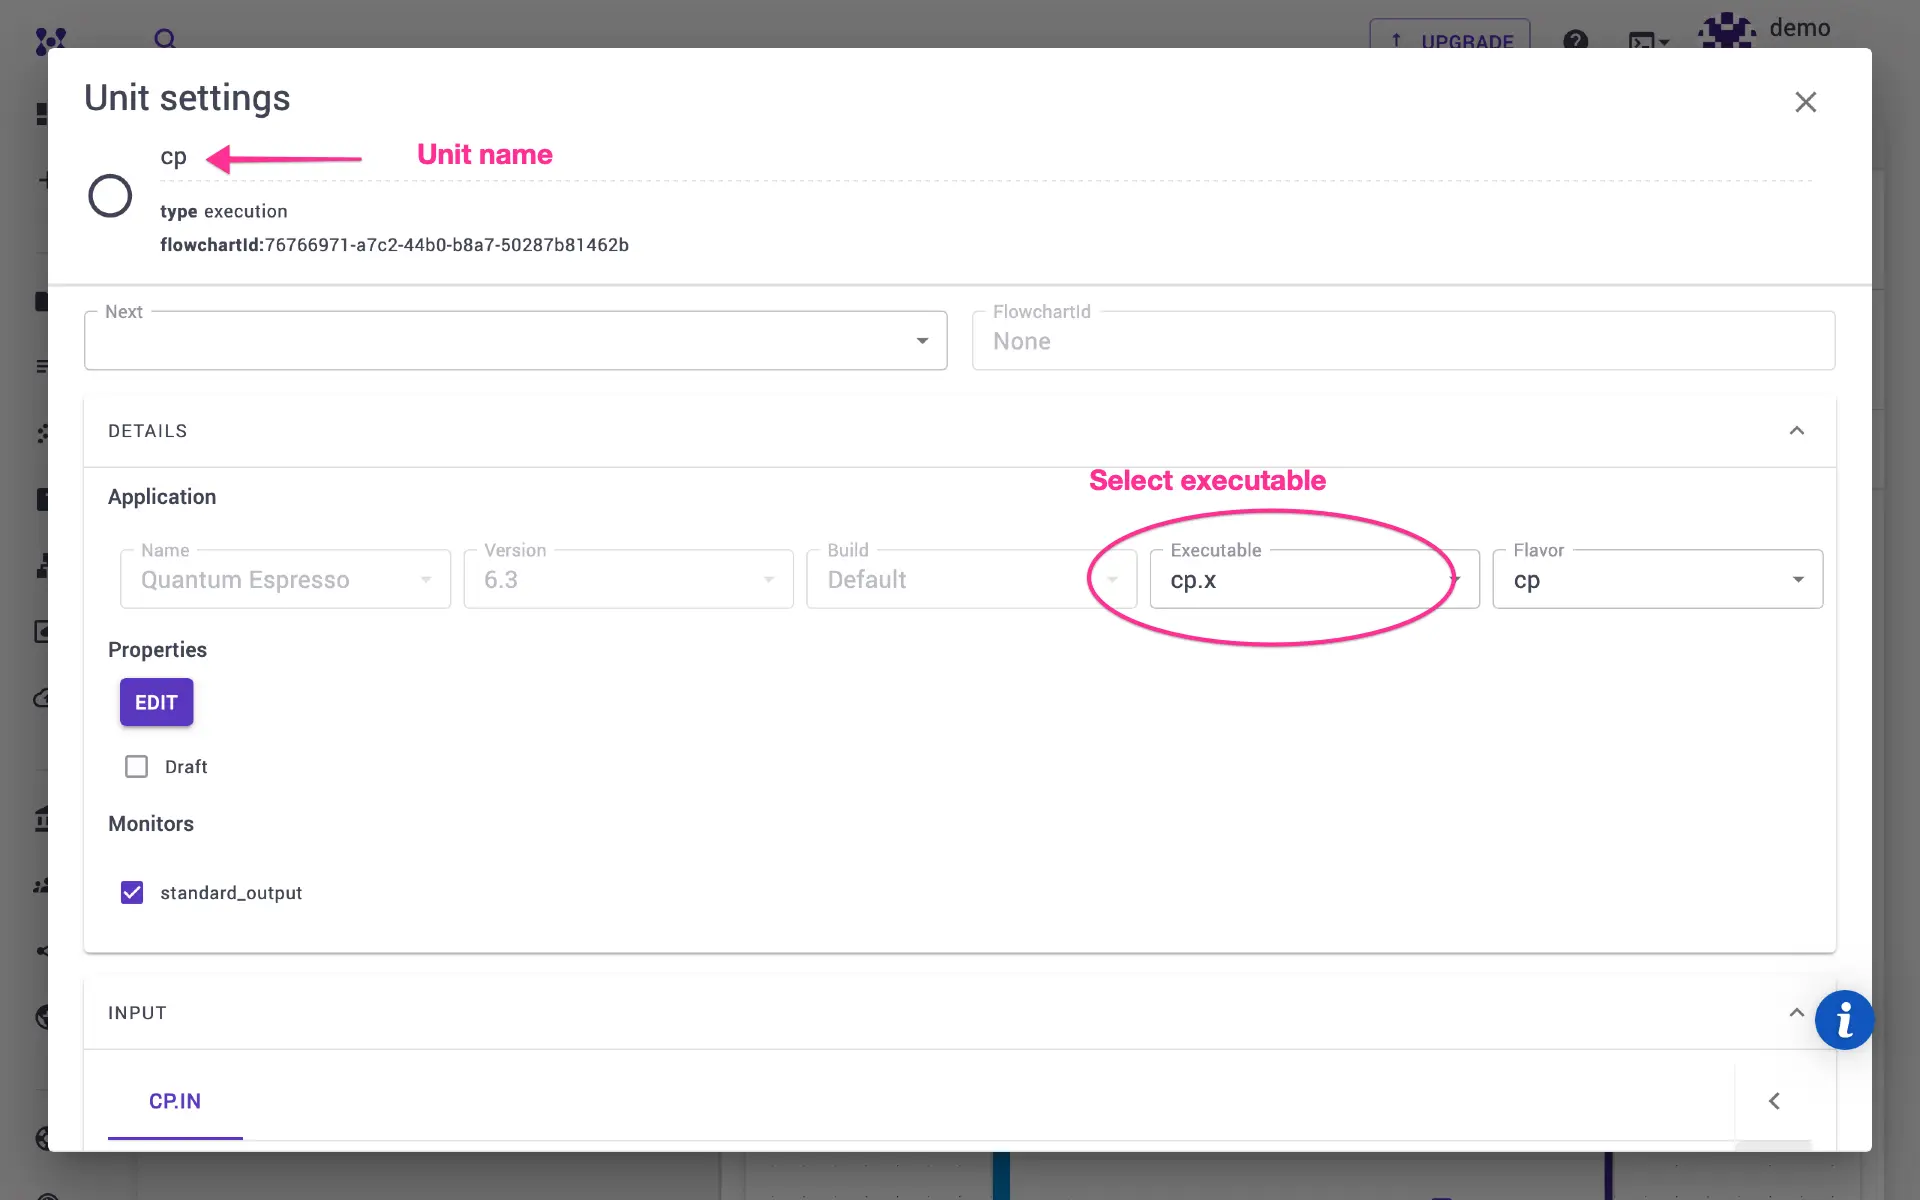 UPGRADE
demo
Unit settings
cp
Unit name
type execution
flowchartId:76766971-a7c2-44b0-b8a7-50287b81462b
Next
FlowchartId
None
DETAILS
Select executable
Application
Name
Version
Build
Executable
Flavor
Quantum Espresso
6.3
Default
cp.x
cp
Properties
EDIT
Draft
Monitors
standard_output
INPUT
CP.IN